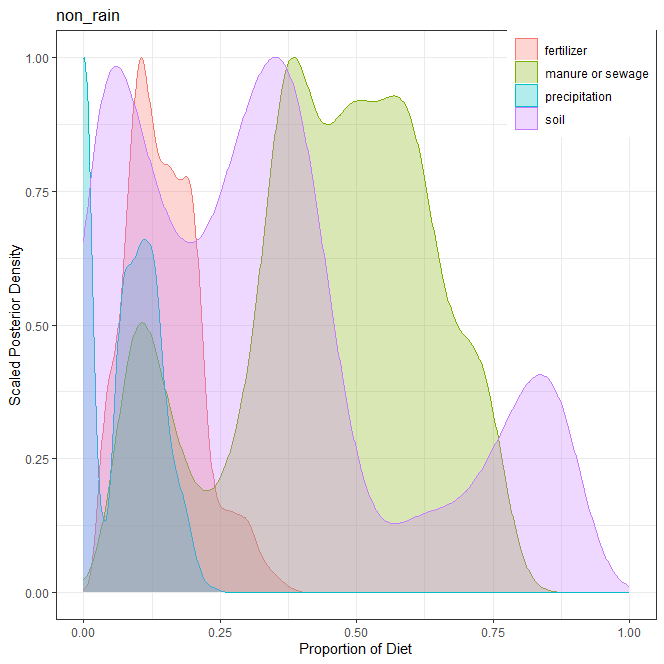 non_rain
fertilizer
manure or sewage
precipitation
soil
Scaled Posterior Density
1.00
0.75
0.50
0.25
0.00
0.00 0.25 0.50 0.75 1.00
Proportion of Diet